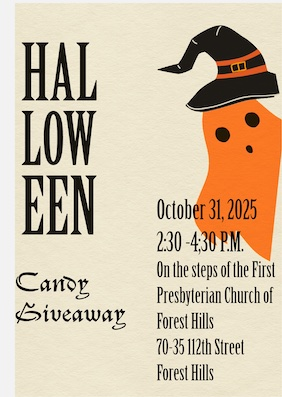 HAL
LOW
EEN
Candy
Giveaway
October 31, 2025
2:30 -4;30 P.M.
On the steps of the First
Presbyterian Church of
Forest Hills
70-35 112th Street
Forest Hills